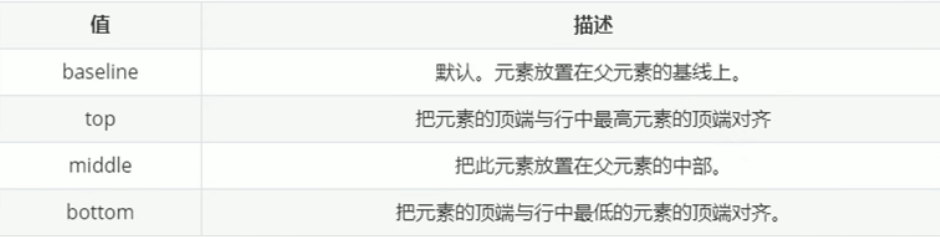 值 描述
baseline 默认。元素放置在父元素的基线上。
top 把元素的顶端与行中最高元素的顶端对齐
middle 把此元素放置在父元素的中部。
bottom 把元素的顶端与行中最低的元素的顶端对齐。